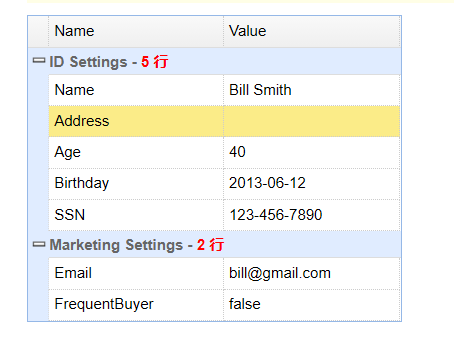 Name Value
ID Settings - 5 行
Name Bill Smith
Address
Age 40
Birthday 2013-06-12
SSN 123-456-7890
Marketing Settings - 2 行
Email bill@gmail.com
FrequentBuyer false